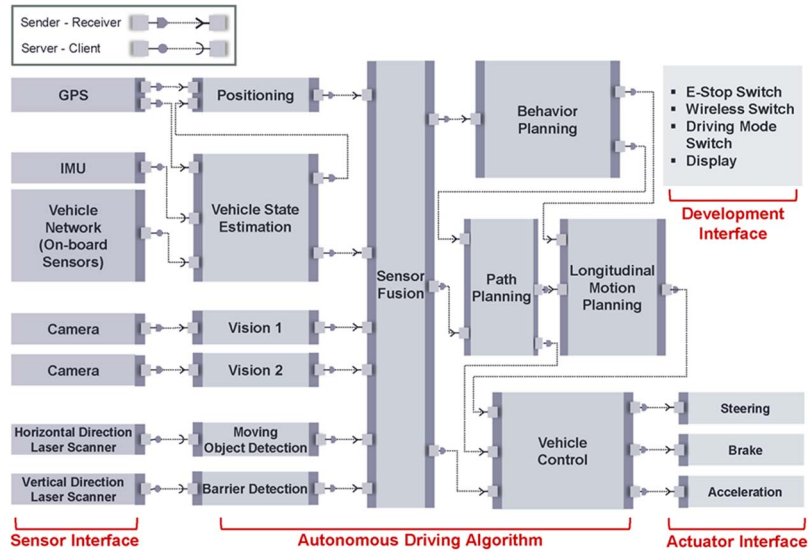 Sender - Receiver
Server - Client
GPS
Positioning
IMU
Vehicle
Network
(On-board
Sensors)
Vehicle State
Estimation
Camera
Vision 1
Camera
Vision 2
Horizontal Direction
Laser Scanner
Moving
Object Detection
Vertical Direction
Laser Scanner
Barrier Detection
Sensor
Fusion
Behavior
Planning
Path
Planning
Longitudinal
Motion
Planning
Vehicle
Control
▪ E-Stop Switch
▪ Wireless Switch
▪ Driving Mode
Switch
▪ Display
Development
Interface
Steering
Brake
Acceleration
Sensor Interface
Autonomous Driving Algorithm
Actuator Interface